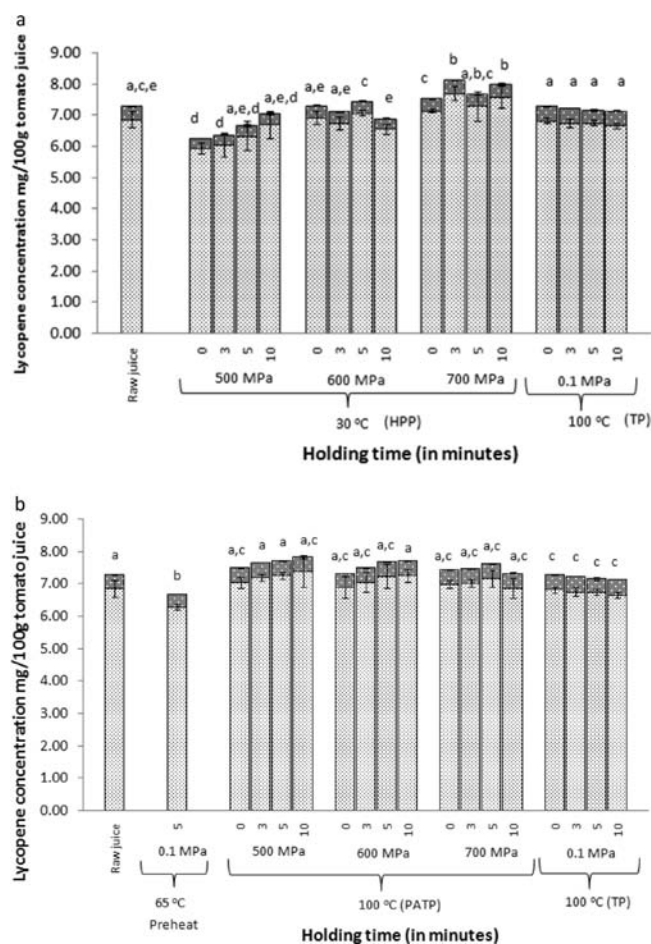 a
Lycopene concentration mg/100g tomato juice
9.00
8.00
7.00
6.00
5.00
4.00
3.00
2.00
1.00
0.00
a,c,e
d
d
a,e,d
a,e,d
a,e
a,e
c
e
c
b
a,b,c
b
a
a
a
a
Raw juice
0 3 5 10 0 3 5 10 0 3 5 10 0 3 5 10
500 MPa 600 MPa 700 MPa 0.1 MPa
30 °C (HPP) 100 °C (TP)
Holding time (in minutes)
b
Lycopene concentration mg/100g tomato juice
9.00
8.00
7.00
6.00
5.00
4.00
3.00
2.00
1.00
0.00
a
b
a,c
a
a
a,c
a,c
a,c
a,c
a
a,c
a,c
a,c
a,c
c
c
c
c
Raw juice
5 0 3 5 10 0 3 5 10 0 3 5 10 0 3 5 10
0.1 MPa 500 MPa 600 MPa 700 MPa 0.1 MPa
65 °C 100 °C (PATP) 100 °C (TP)
Preheat
Holding time (in minutes)